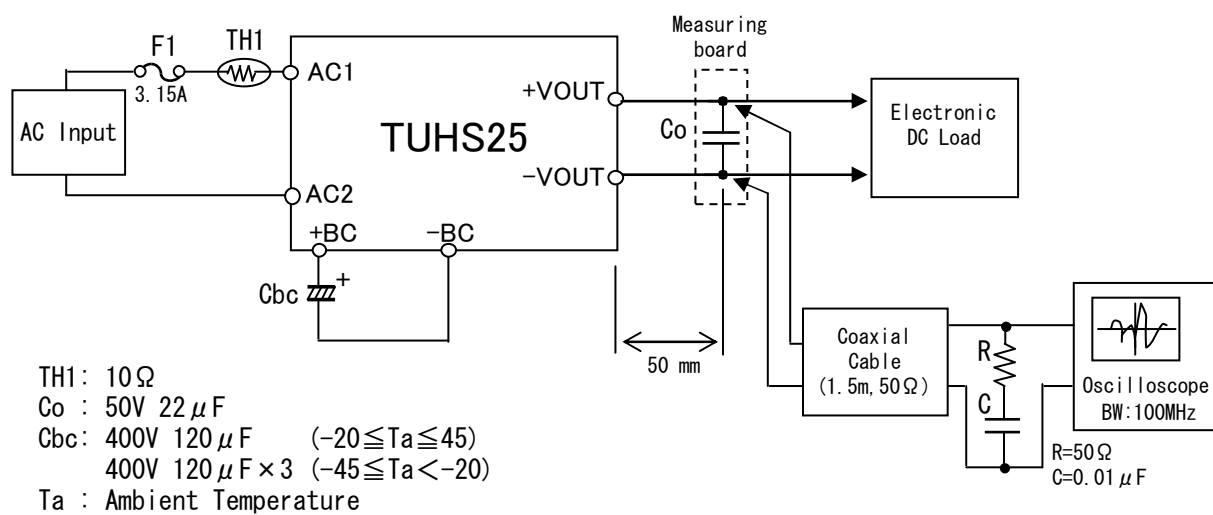 Measuring
board
F1
TH1
3.15A
AC1
AC Input
AC2
TUHS25
+VOUT
-VOUT
+BC
-BC
Cbc
+
Co
Electronic
DC Load
50 mm
Coaxial
Cable
(1.5m,50Ω)
R
C
Oscilloscope
BW:100MHz
R=50Ω
C=0.01μF
TH1: 10Ω
Co : 50V 22μF
Cbc: 400V 120μF (-20≦Ta≦45)
400V 120μF×3 (-45≦Ta<-20)
Ta : Ambient Temperature